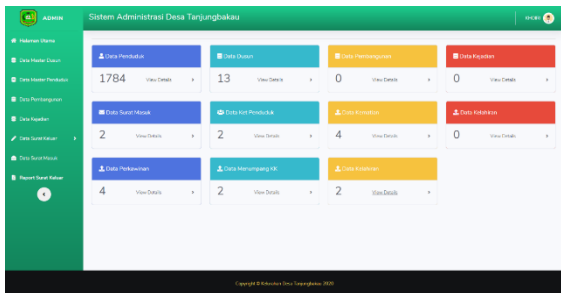 ADMIN
Sistem Administrasi Desa Tanjungbakau
Halaman Utama
Data Master Dusun
Data Master Penduduk
Data Pembangunan
Data Kejadian
Data Surat Keluar
Data Surat Masuk
Report Surat Keluar
Data Penduduk
1784 View Details
Data Dusun
13 View Details
Data Pembangunan
0 View Details
Data Kejadian
0 View Details
Data Surat Masuk
2 View Details
Data Ket Penduduk
2 View Details
Data Kematian
4 View Details
Data Kelahiran
0 View Details
Data Perkawinan
4 View Details
Data Menumpang KK
2 View Details
Data Kelahiran
2 View Details
Copyright © Kelurahan Desa Tanjungbakau 2020